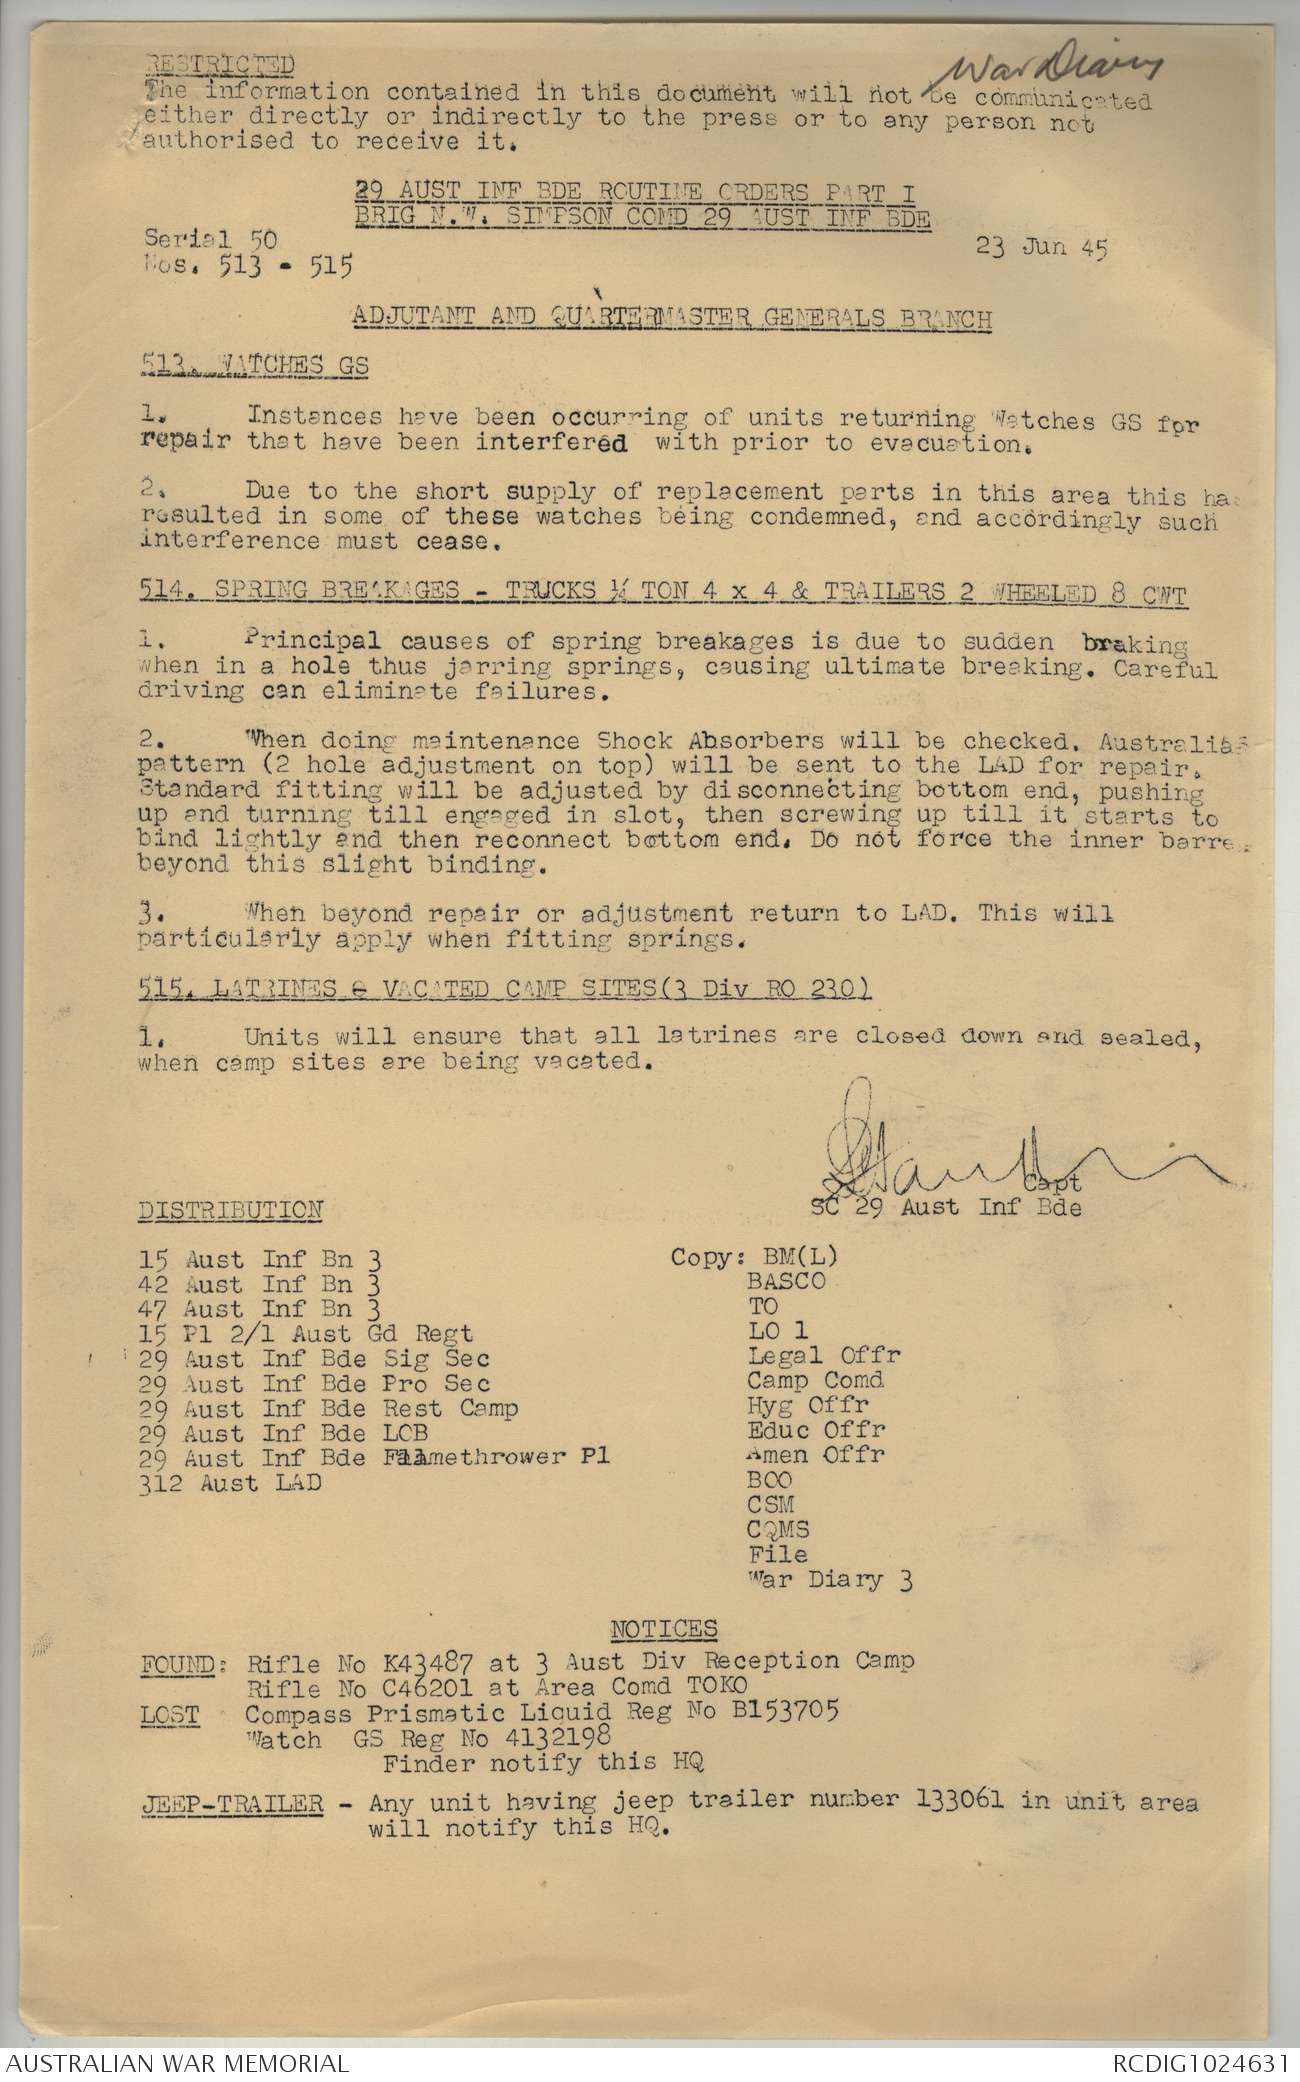 War Diary
RESTRICTED
The information contained in this document will not be communicated
either directly or indirectly to the press or to any person not
authorised to receive it.
29 AUST INF BDE ROUTINE ORDERS PART I
BRIG N.W. SIMPSON COMD 29 AUST INF BDE
Serial 50
23 Jun 45
Nos. 513 - 515
ADJUTANT AND QUARTERMASTER GENERALS BRANCH
513. WATCHES GS
1. Instances have been occurring of units returning Watches GS for
repair that have been interfered with prior to evacuation.
2. Due to the short supply of replacement parts in this area this ha
resulted in some of these watches being condemned, and accordingly such
interference must cease.
514. SPRING BREAKAGES - TRUCKS ¼ TON 4 x 4 & TRAILERS 2 WHEELED 8 CWT
1. Principal causes of spring breakages is due to sudden braking
when in a hole thus jarring springs, causing ultimate breaking. Careful
driving can eliminate failures.
2. When doing maintenance Shock Absorbers will be checked. Australian
pattern (2 hole adjustment on top) will be sent to the LAD for repair.
Standard fitting will be adjusted by disconnecting bottom end, pushing
up and turning till engaged in slot, then screwing up till it starts to
bind lightly and then reconnect bottom end. Do not force the inner barre
beyond this slight binding.
3. When beyond repair or adjustment return to LAD. This will
particularly apply when fitting springs.
515. LATRINES - VACATED CAMP SITES(3 Div RO 230)
1. Units will ensure that all latrines are closed down and sealed,
when camp sites are being vacated.
Capt
SC 29 Aust Inf Bde
DISTRIBUTION
15 Aust Inf Bn 3
42 Aust Inf Bn 3
47 Aust Inf Bn 3
15 Pl 2/1 Aust Gd Regt
29 Aust Inf Bde Sig Sec
29 Aust Inf Bde Pro Sec
29 Aust Inf Bde Rest Camp
29 Aust Inf Bde LCB
29 Aust Inf Bde Flamethrower Pl
312 Aust LAD
Copy: BM(L)
BASCO
TO
LO 1
Legal Offr
Camp Comd
Hyg Offr
Educ Offr
Amen Offr
BOO
CSM
CQMS
File
War Diary 3
NOTICES
FOUND: Rifle No K43487 at 3 Aust Div Reception Camp
Rifle No C46201 at Area Comd TOKO
LOST Compass Prismatic Liquid Reg No B153705
Watch GS Reg No 4132198
Finder notify this HQ
JEEP-TRAILER - Any unit having jeep trailer number 133061 in unit area
will notify this HQ.
AUSTRALIAN WAR MEMORIAL
RCDIG1024631